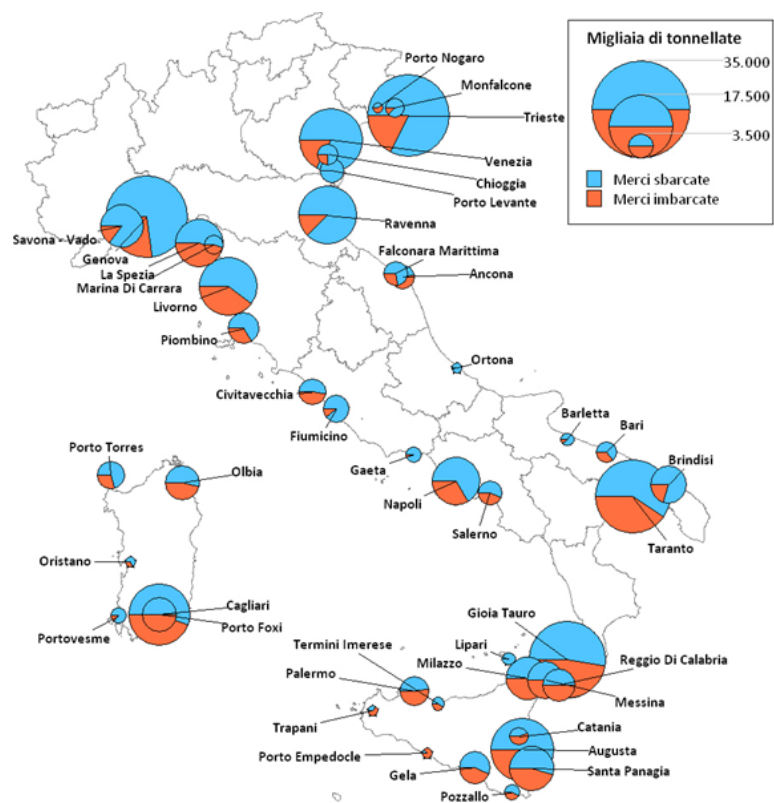 Migliaia di tonnellate
35.000
17.500
3.500
Merci sbarcate
Merci imbarcate
Porto Nogaro
Monfalcone
Trieste
Venezia
Chioggia
Porto Levante
Ravenna
Savona - Vado
Genova
La Spezia
Marina Di Carrara
Livorno
Falconara Marittima
Ancona
Piombino
Ortona
Civitavecchia
Fiumicino
Barletta
Bari
Gaeta
Brindisi
Porto Torres
Olbia
Napoli
Salerno
Taranto
Oristano
Cagliari
Porto Foxi
Portovesme
Gioia Tauro
Termini Imerese
Lipari
Milazzo
Reggio Di Calabria
Palermo
Messina
Trapani
Catania
Porto Empedocle
Augusta
Gela
Santa Panagia
Pozzallo